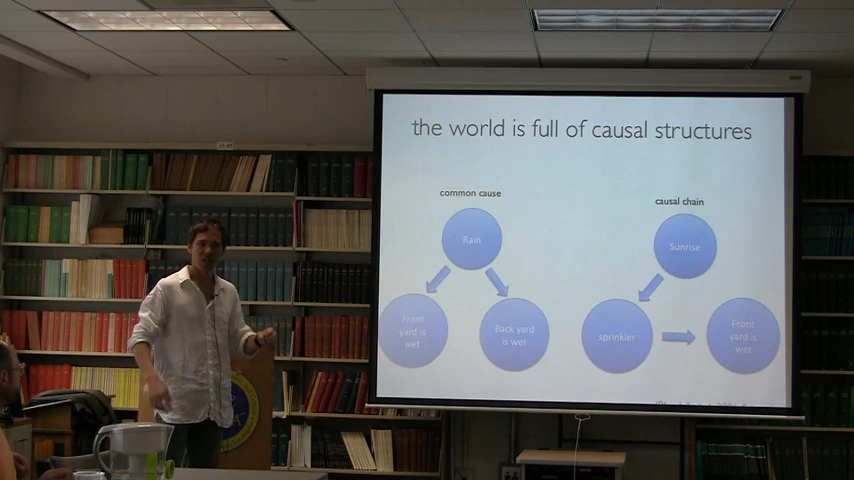 the world is full of causal structures
common cause
causal chain
Rain
Sunrise
Front
yard is
wet
Back yard
is wet
sprinkler
Front
yard is
wet